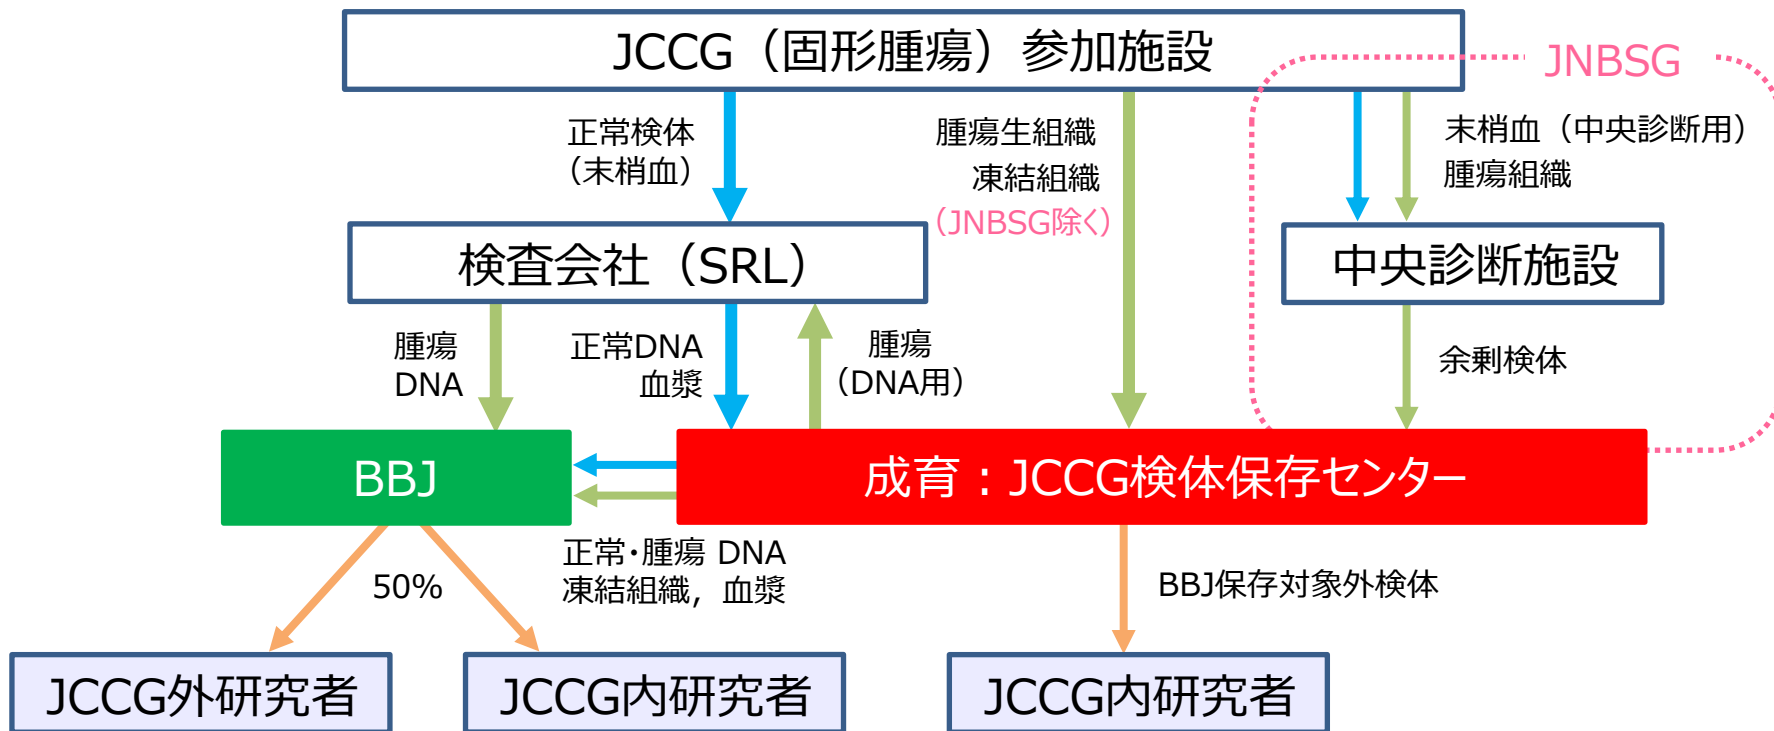 JCCG（固形腫瘍）参加施設
JNBSG
正常検体
（末梢血）
腫瘍生組織
凍結組織
（JNBSG除く）
末梢血（中央診断用）
腫瘍組織
検査会社（SRL）
中央診断施設
腫瘍
DNA
正常DNA
血漿
腫瘍
（DNA用）
余剰検体
BBJ
成育：JCCG検体保存センター
50%
正常・腫瘍 DNA
凍結組織，血漿
BBJ保存対象外検体
JCCG外研究者
JCCG内研究者
JCCG内研究者